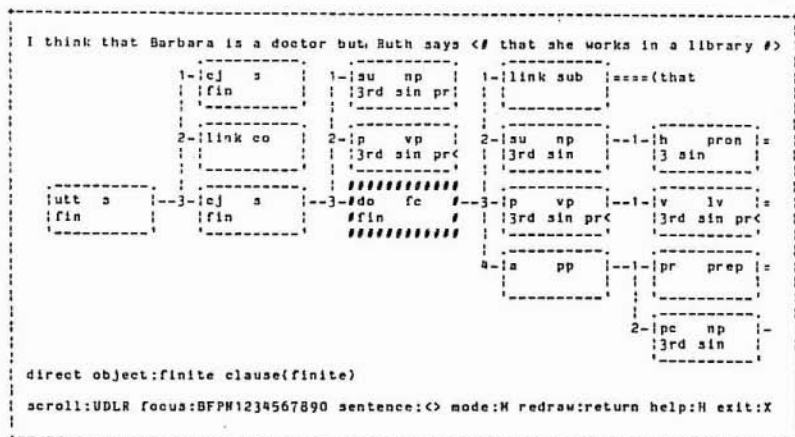 I think that Barbara is a doctor but, Ruth says <# that she works in a library #>
1- cj s 1- su np 1- link sub ====(that
fin 3rd sin pr
2- link co 2- p vp 2- su np --1- h pron =
3rd sin pr< 3rd sin 3 sin
utt s --3- cj s --3- do fc --3- p vp --1- v lv =
fin fin fin 3rd sin pr< 3rd sin pr<
4- a pp --1- pr prep =
2- pc np -
3rd sin
direct object:finite clause(finite)
scroll:UDLR focus:BFPN1234567890 sentence:<> mode:M redraw:return help:H exit:X